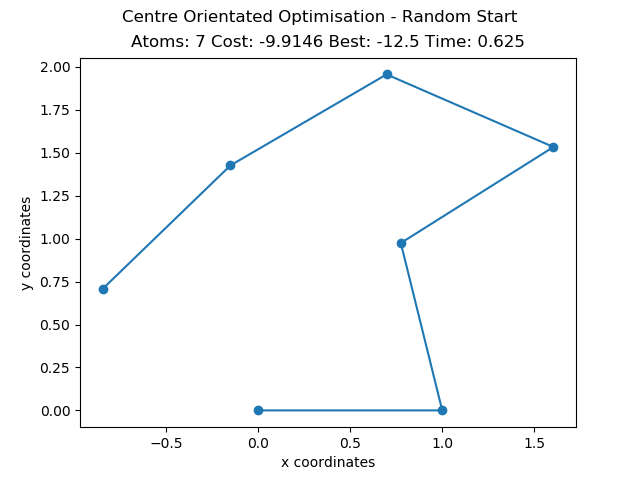 Centre Orientated Optimisation - Random Start
Atoms: 7 Cost: -9.9146 Best: -12.5 Time: 0.625
2.00
1.75
1.50
1.25
1.00
0.75
0.50
0.25
0.00
y coordinates
−0.5 0.0 0.5 1.0 1.5
x coordinates